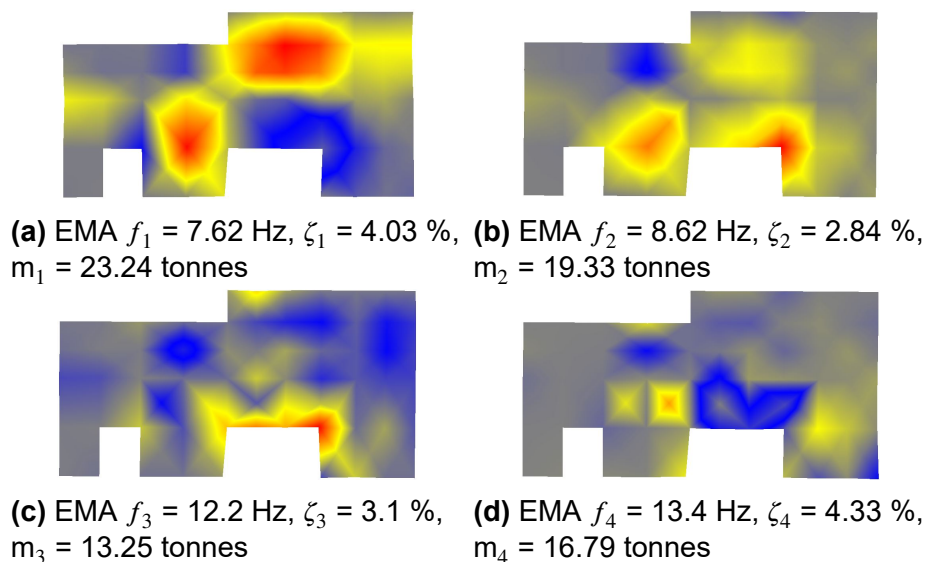 (a) EMA f₁ = 7.62 Hz, ζ₁ = 4.03 %,
m₁ = 23.24 tonnes
(b) EMA f₂ = 8.62 Hz, ζ₂ = 2.84 %,
m₂ = 19.33 tonnes
(c) EMA f₃ = 12.2 Hz, ζ₃ = 3.1 %,
m₃ = 13.25 tonnes
(d) EMA f₄ = 13.4 Hz, ζ₄ = 4.33 %,
m₄ = 16.79 tonnes